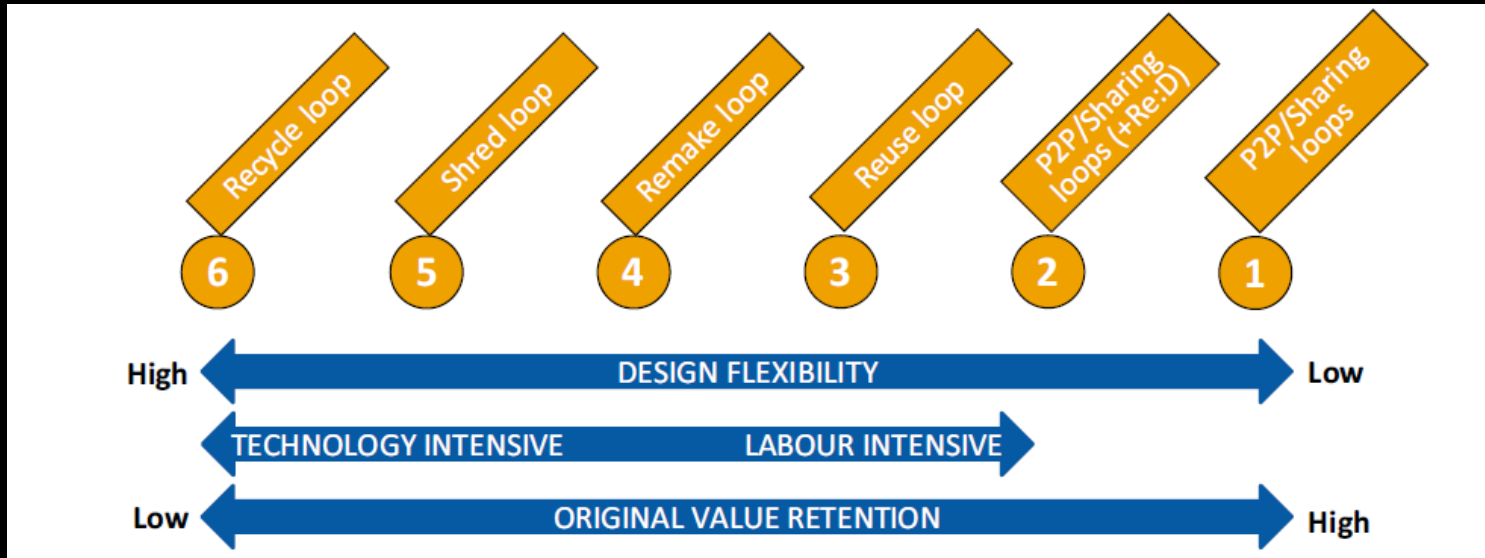 Recycle loop
Shred loop
Remake loop
Reuse loop
P2P/Sharing
loops (+Re:D)
P2P/Sharing
loops
6
5
4
3
2
1
High
DESIGN FLEXIBILITY
Low
TECHNOLOGY INTENSIVE
LABOUR INTENSIVE
Low
ORIGINAL VALUE RETENTION
High